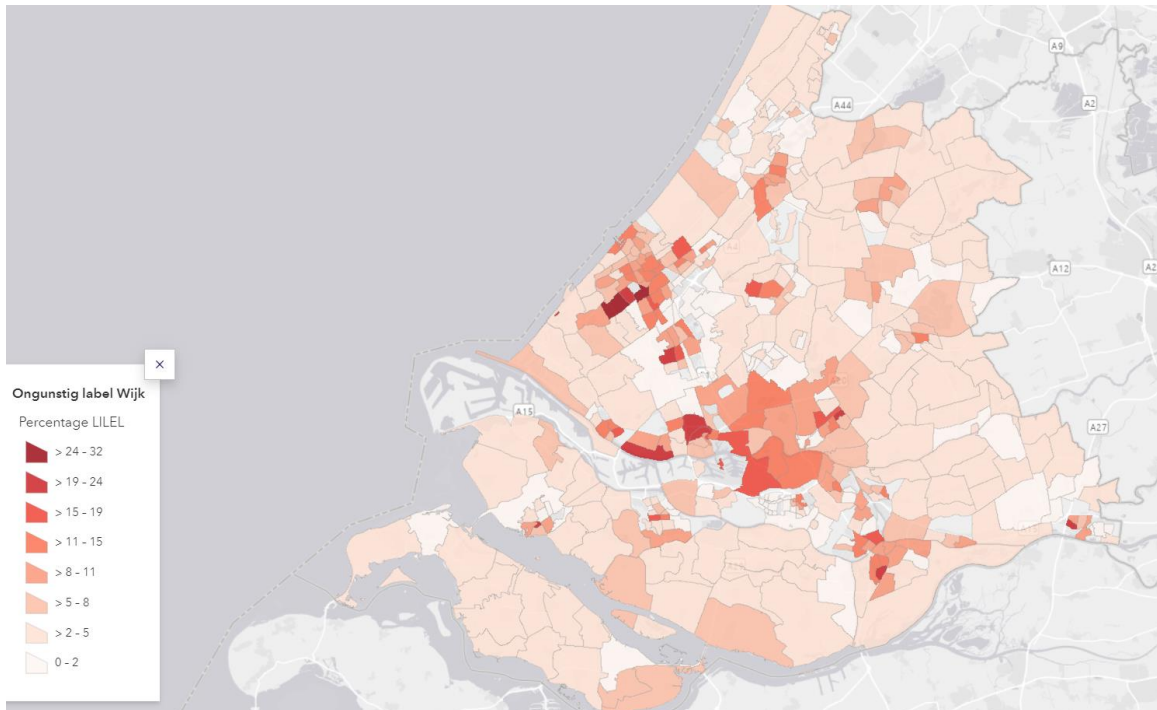 A9
A44
A2
A12
A2
×
Ongunstig label Wijk
Percentage LILEL
A15
A27
> 24 - 32
> 19 - 24
> 15 - 19
> 11 - 15
> 8 - 11
> 5 - 8
> 2 - 5
0 - 2